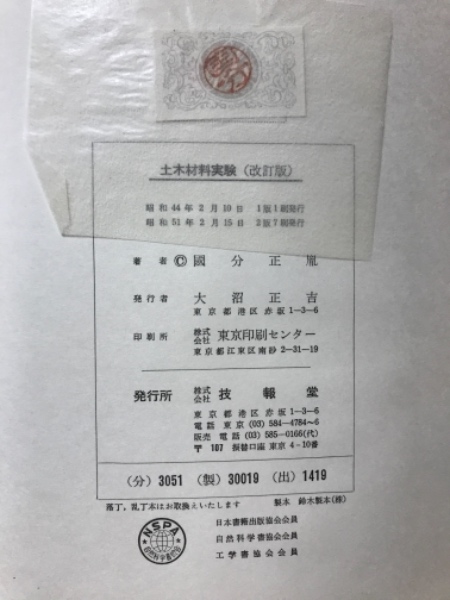 土木材料実験(改訂版)
昭和44年2月10日 1版1刷発行
昭和51年2月15日 2版7刷発行
著者 © 國分正胤
発行者 大沼正吉
東京都港区赤坂1-3-6
印刷所 株式会社 東京印刷センター
東京都江東区南砂2-31-19
発行所 株式会社 技報堂
東京都港区赤坂1-3-6
電話 東京(03)584-4784~6
販売 電話(03)585-0166(代)
〒107 振替口座東京4-10番
(分)3051 (製)30019 (出)1419
落丁,乱丁本はお取換えいたします 製本 鈴木製本(株)
NSPA
自然科学書協会
日本書籍出版協会会員
自然科学書協会会員
工学書協会会員